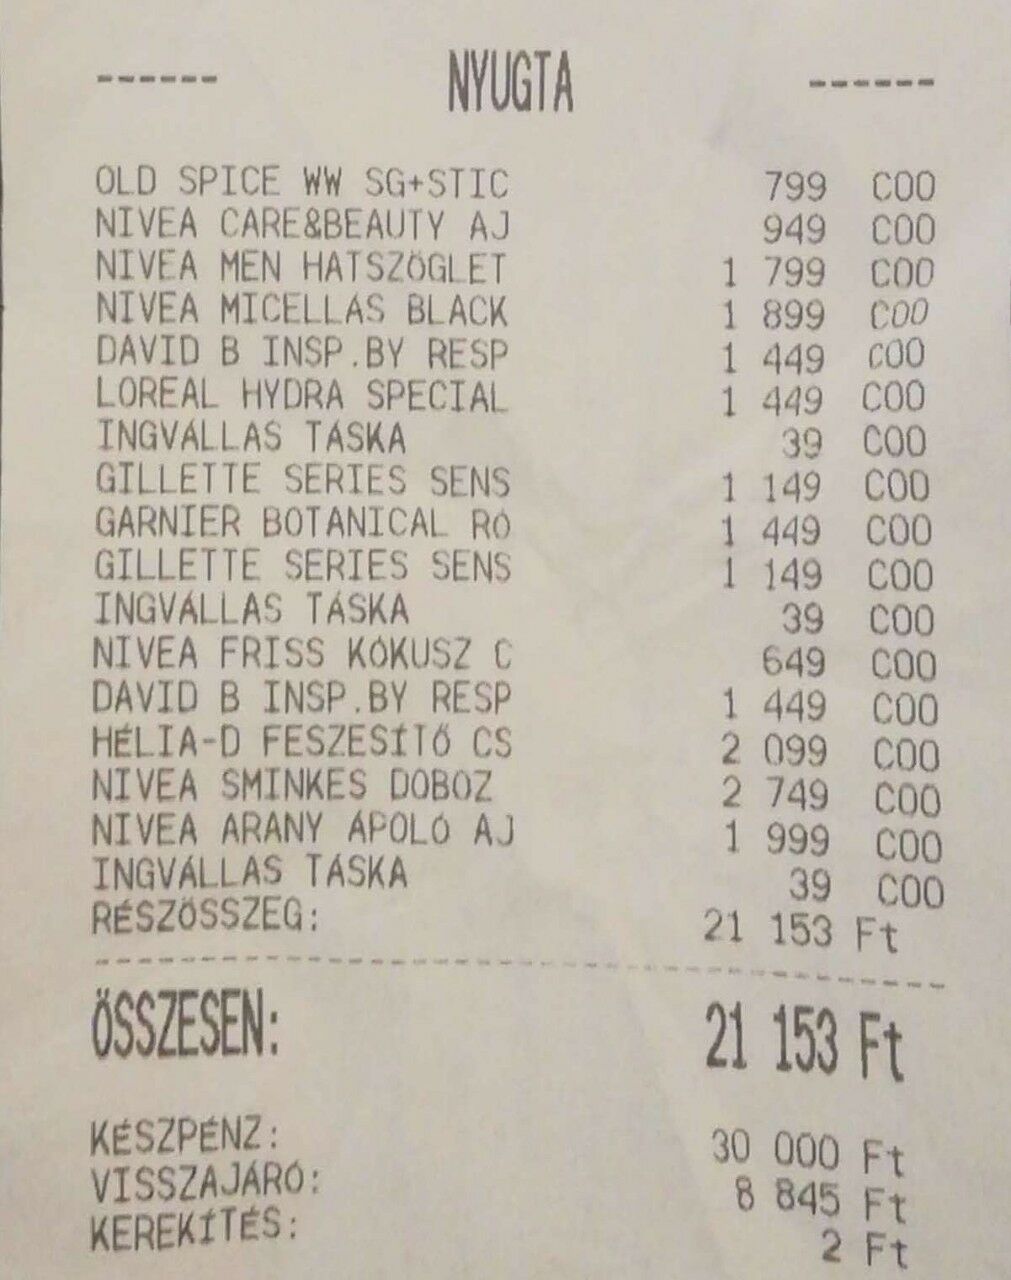 ------ NYUGTA ------
OLD SPICE WW SG+STIC 799 C00
NIVEA CARE&BEAUTY AJ 949 C00
NIVEA MEN HATSZÖGLET 1 799 C00
NIVEA MICELLÁS BLACK 1 899 C00
DAVID B INSP.BY RESP 1 449 C00
LOREAL HYDRA SPECIAL 1 449 C00
INGVÁLLAS TÁSKA 39 C00
GILLETTE SERIES SENS 1 149 C00
GARNIER BOTANICAL RÓ 1 449 C00
GILLETTE SERIES SENS 1 149 C00
INGVÁLLAS TÁSKA 39 C00
NIVEA FRISS KÓKUSZ C 649 C00
DAVID B INSP.BY RESP 1 449 C00
HÉLIA-D FESZESÍTŐ CS 2 099 C00
NIVEA SMINKES DOBOZ 2 749 C00
NIVEA ARANY ÁPOLÓ AJ 1 999 C00
INGVÁLLAS TÁSKA 39 C00
RÉSZÖSSZEG: 21 153 Ft
ÖSSZESEN: 21 153 Ft
KÉSZPÉNZ: 30 000 Ft
VISSZAJÁRÓ: 8 845 Ft
KEREKÍTÉS: 2 Ft